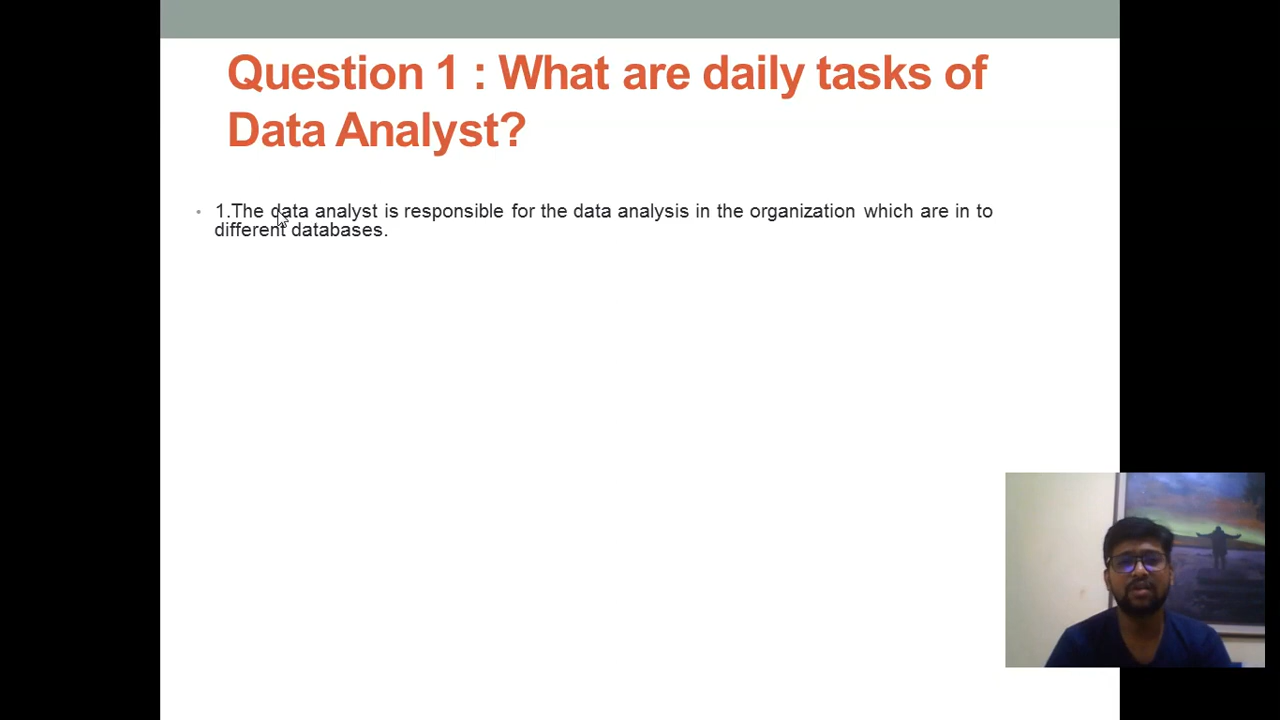 Question 1 : What are daily tasks of
Data Analyst?
• 1.The data analyst is responsible for the data analysis in the organization which are in to
different databases.